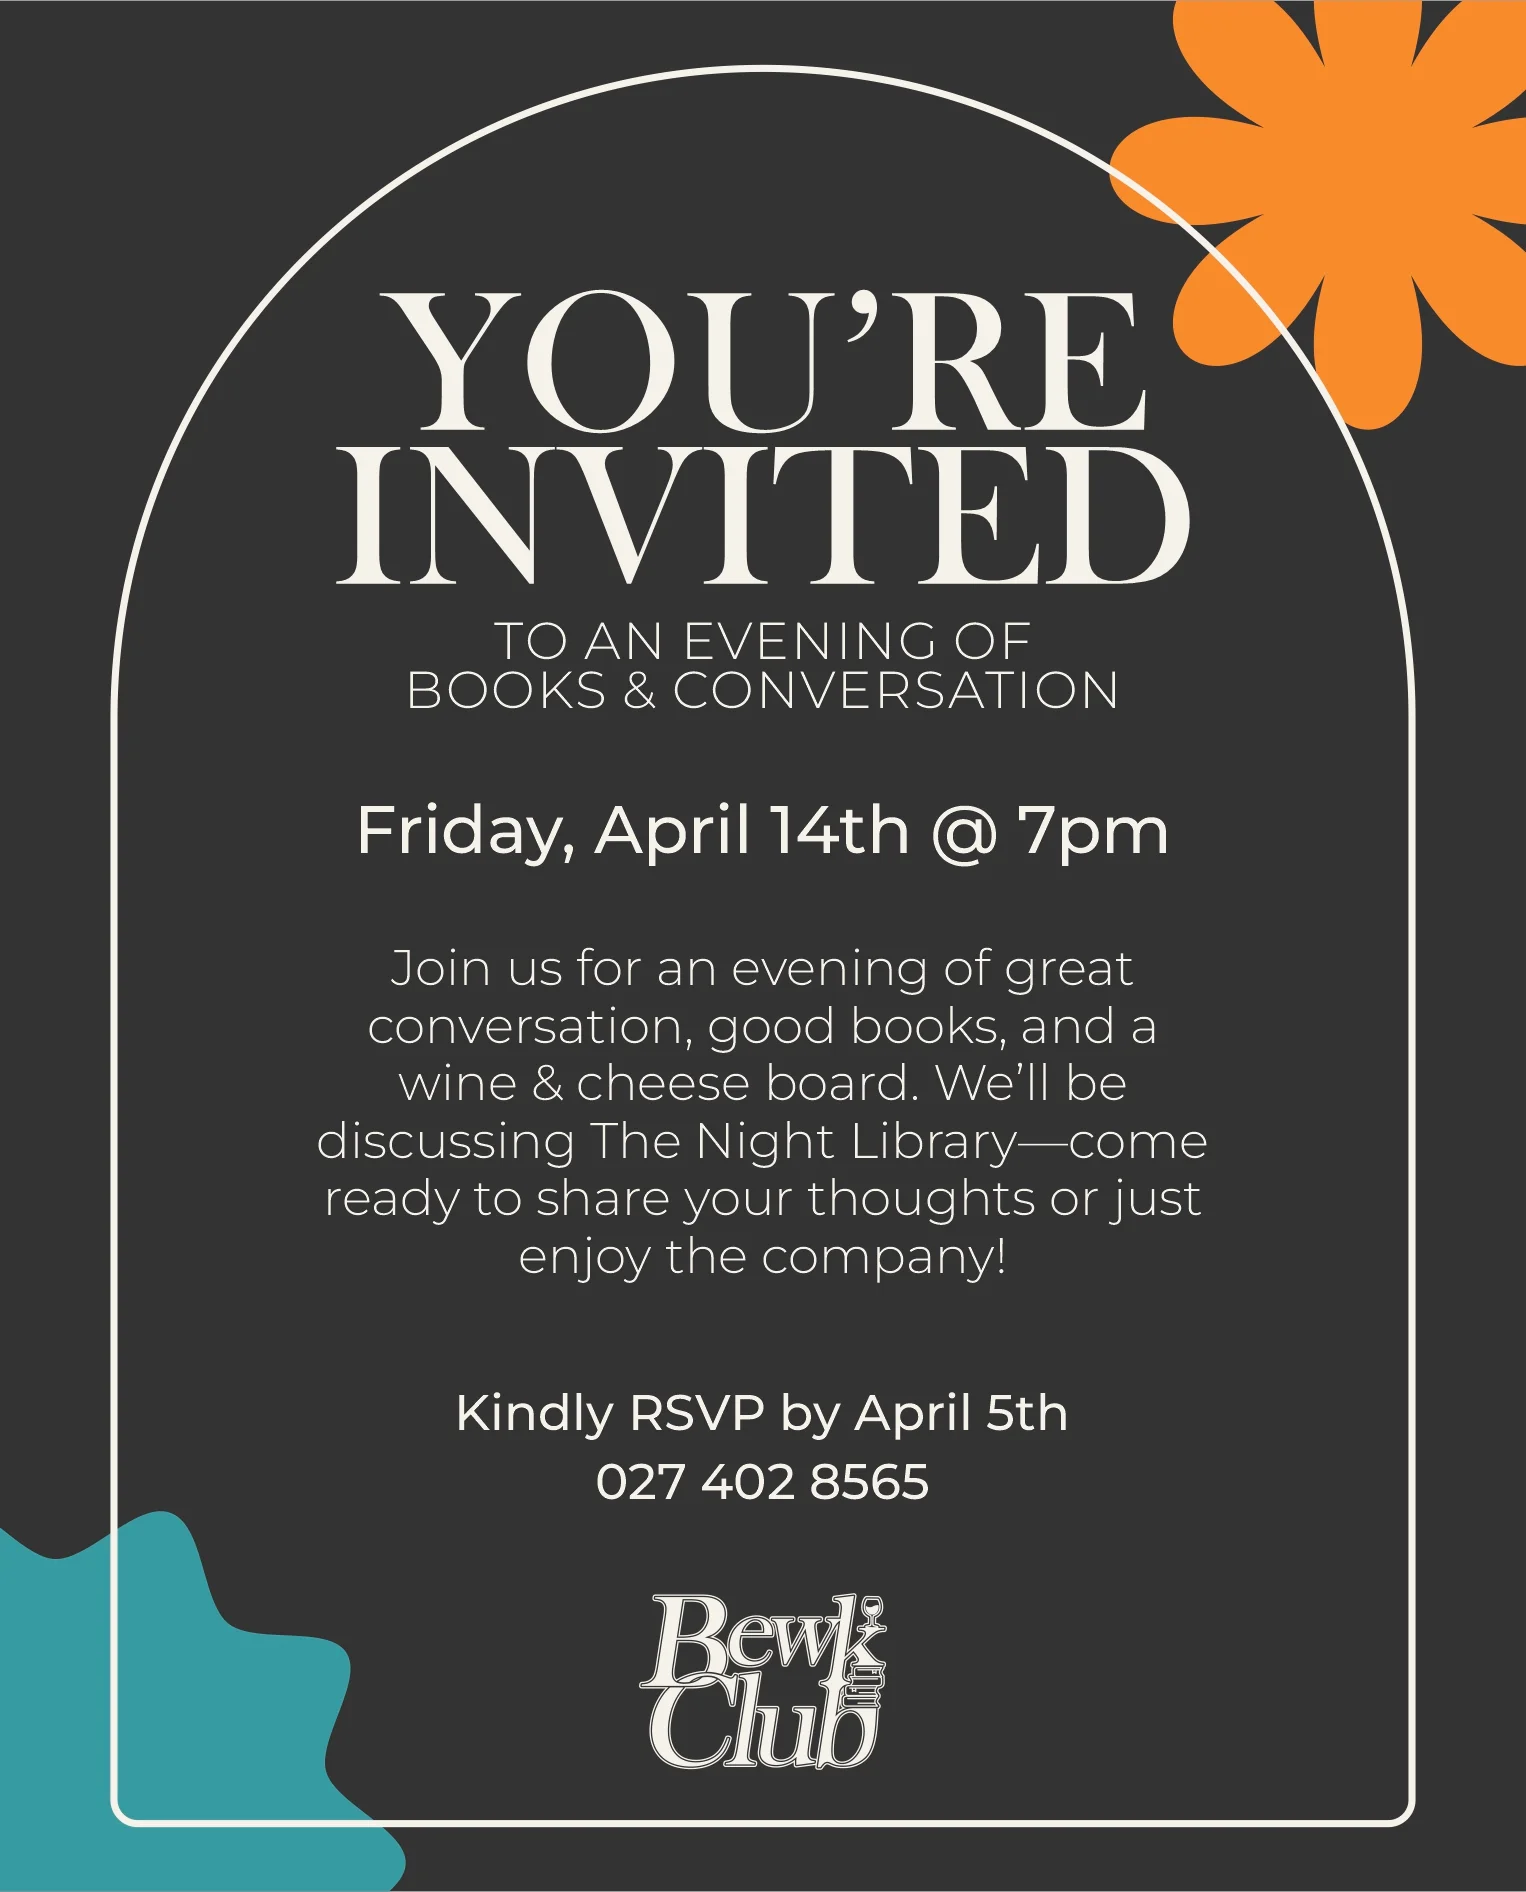 YOU’RE
INVITED
TO AN EVENING OF
BOOKS & CONVERSATION
Friday, April 14th @ 7pm
Join us for an evening of great
conversation, good books, and a
wine & cheese board. We’ll be
discussing The Night Library—come
ready to share your thoughts or just
enjoy the company!
Kindly RSVP by April 5th
027 402 8565
Bewk
Club